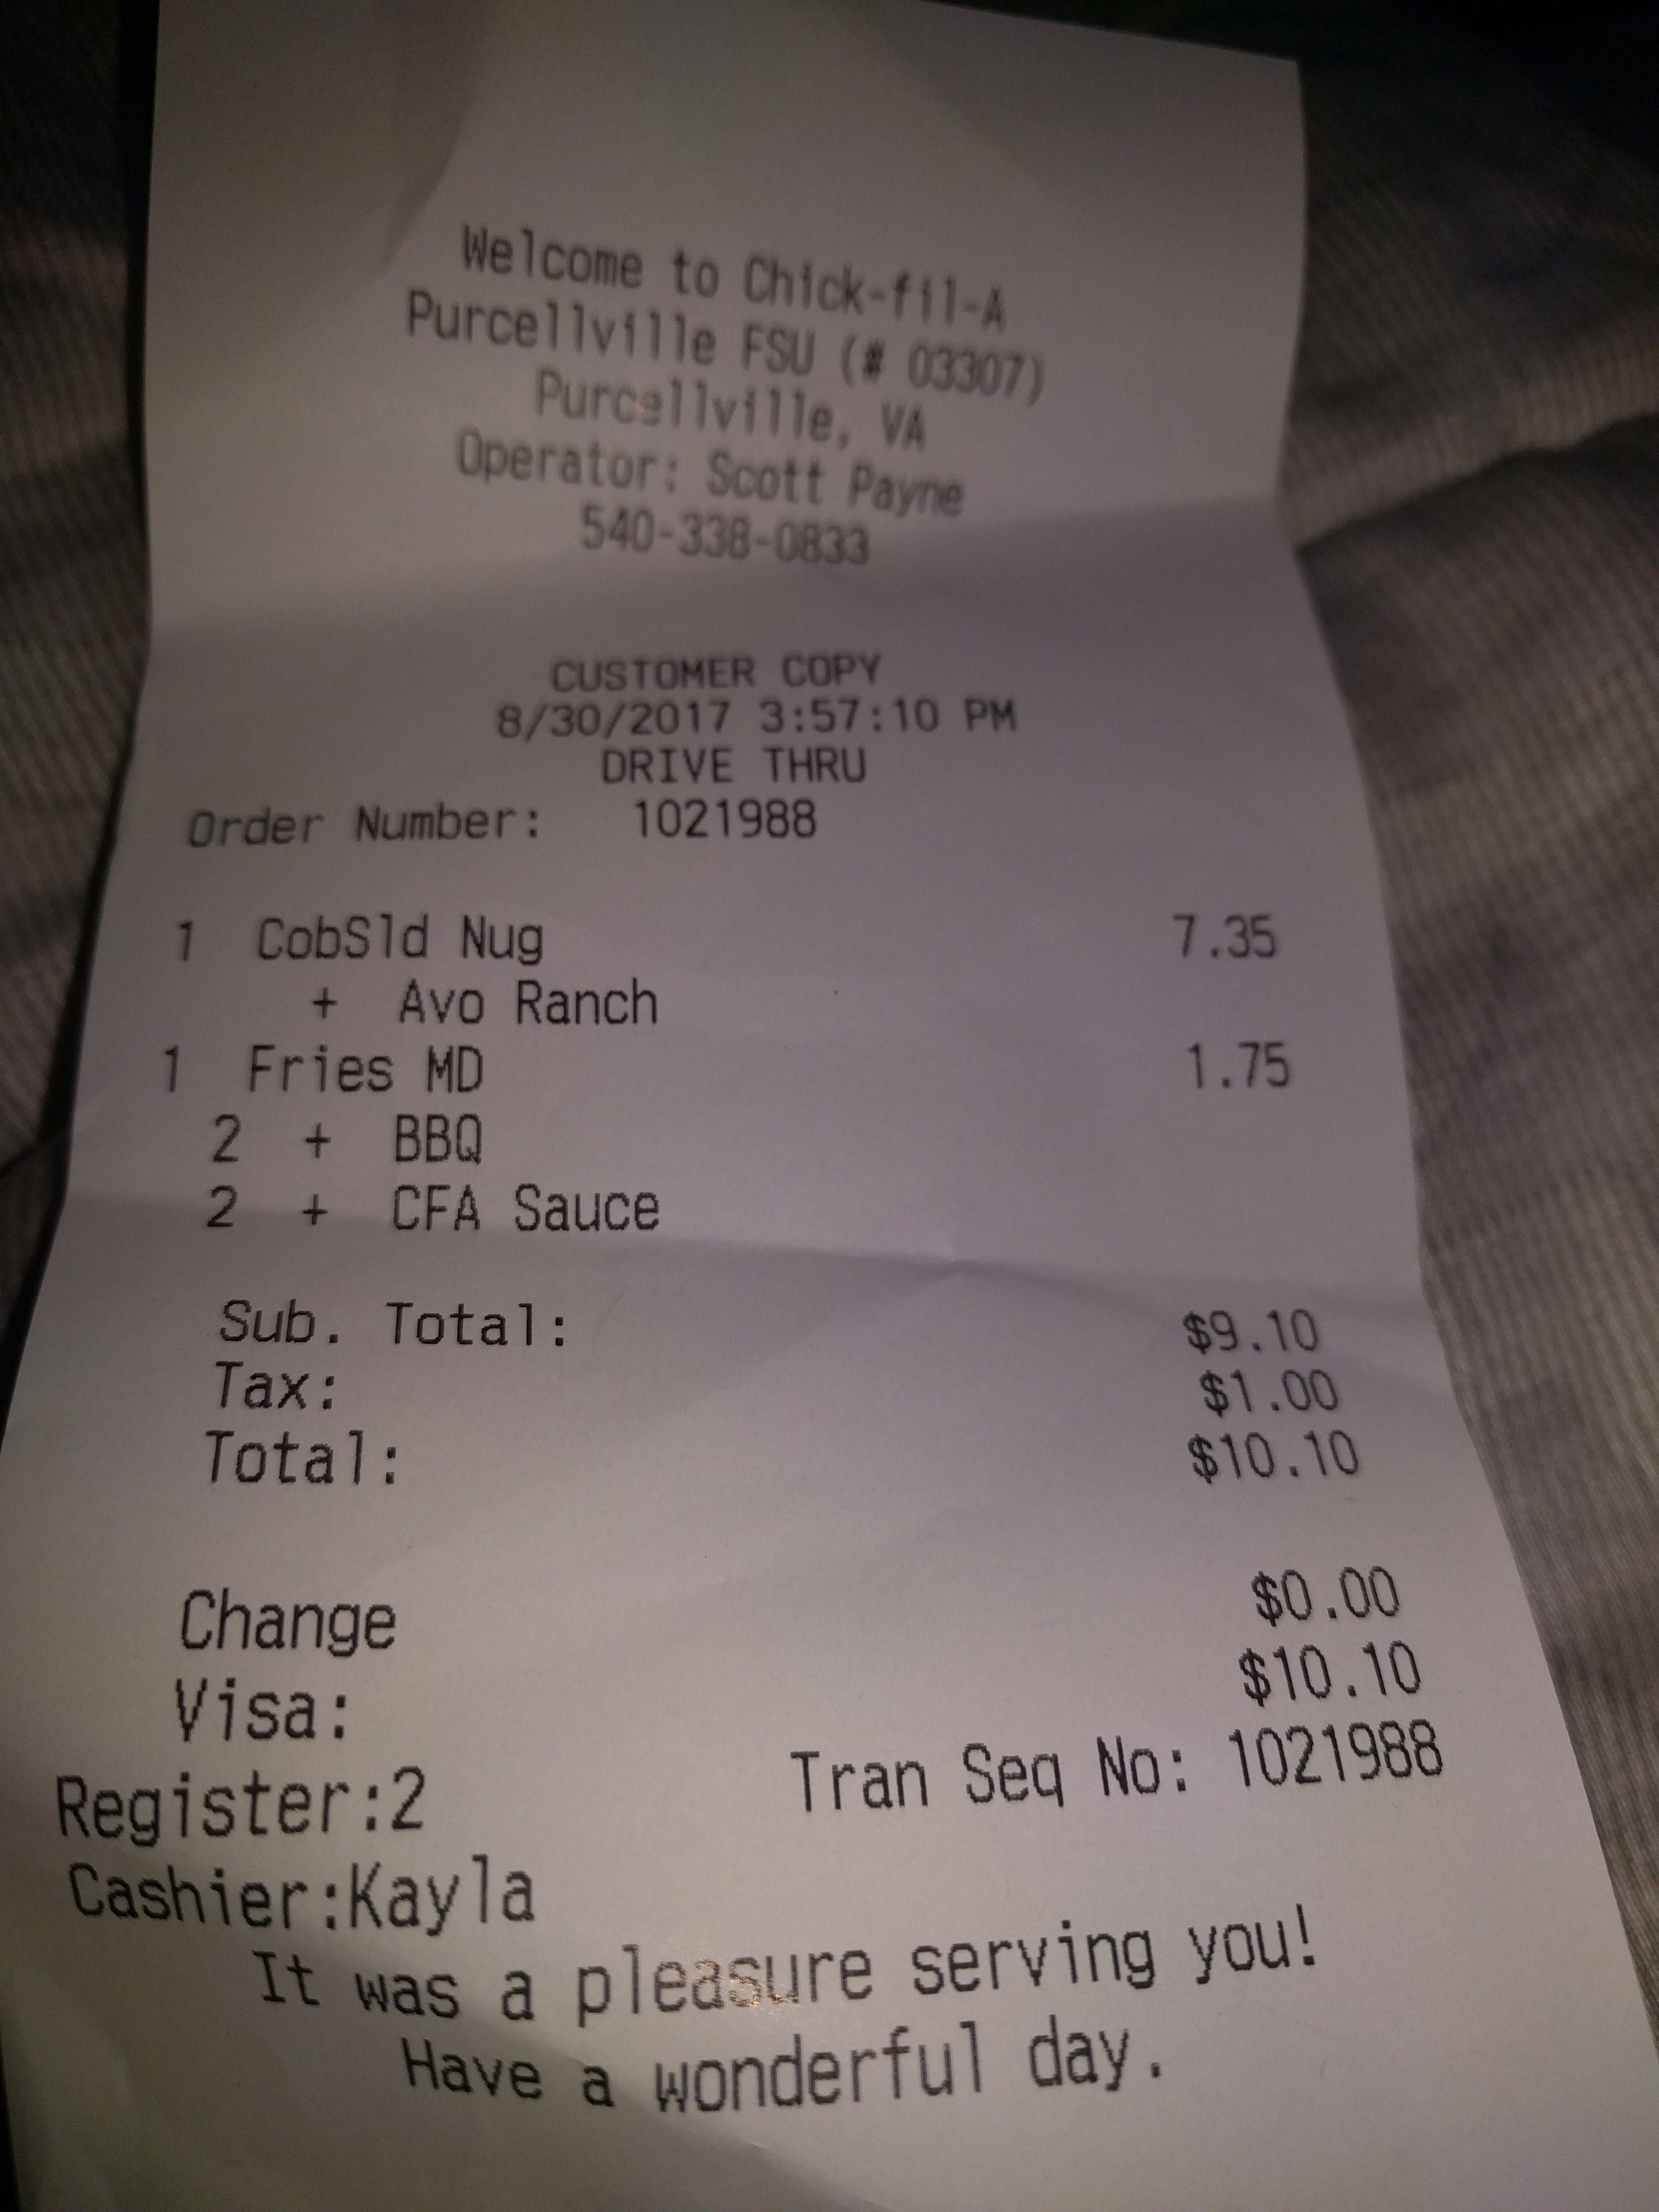 Welcome to Chick-fil-A
Purcellville FSU (# 03307)
Purcellville, VA
Operator: Scott Payne
540-338-0833
CUSTOMER COPY
8/30/2017 3:57:10 PM
DRIVE THRU
Order Number: 1021988
1 CobSld Nug 7.35
+ Avo Ranch
1 Fries MD 1.75
2 + BBQ
2 + CFA Sauce
Sub. Total: $9.10
Tax: $1.00
Total: $10.10
Change $0.00
Visa: $10.10
Register:2 Tran Seq No: 1021988
Cashier:Kayla
It was a pleasure serving you!
Have a wonderful day.